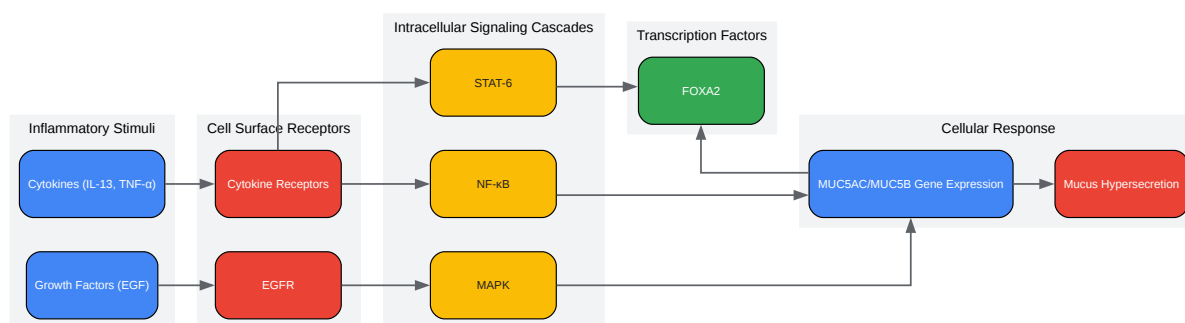 Intracellular Signaling Cascades
Transcription Factors
STAT-6
FOXA2
Inflammatory Stimuli
Cell Surface Receptors
Cellular Response
Cytokines (IL-13, TNF-α)
Cytokine Receptors
NF-κB
MUC5AC/MUC5B Gene Expression
Mucus Hypersecretion
Growth Factors (EGF)
EGFR
MAPK